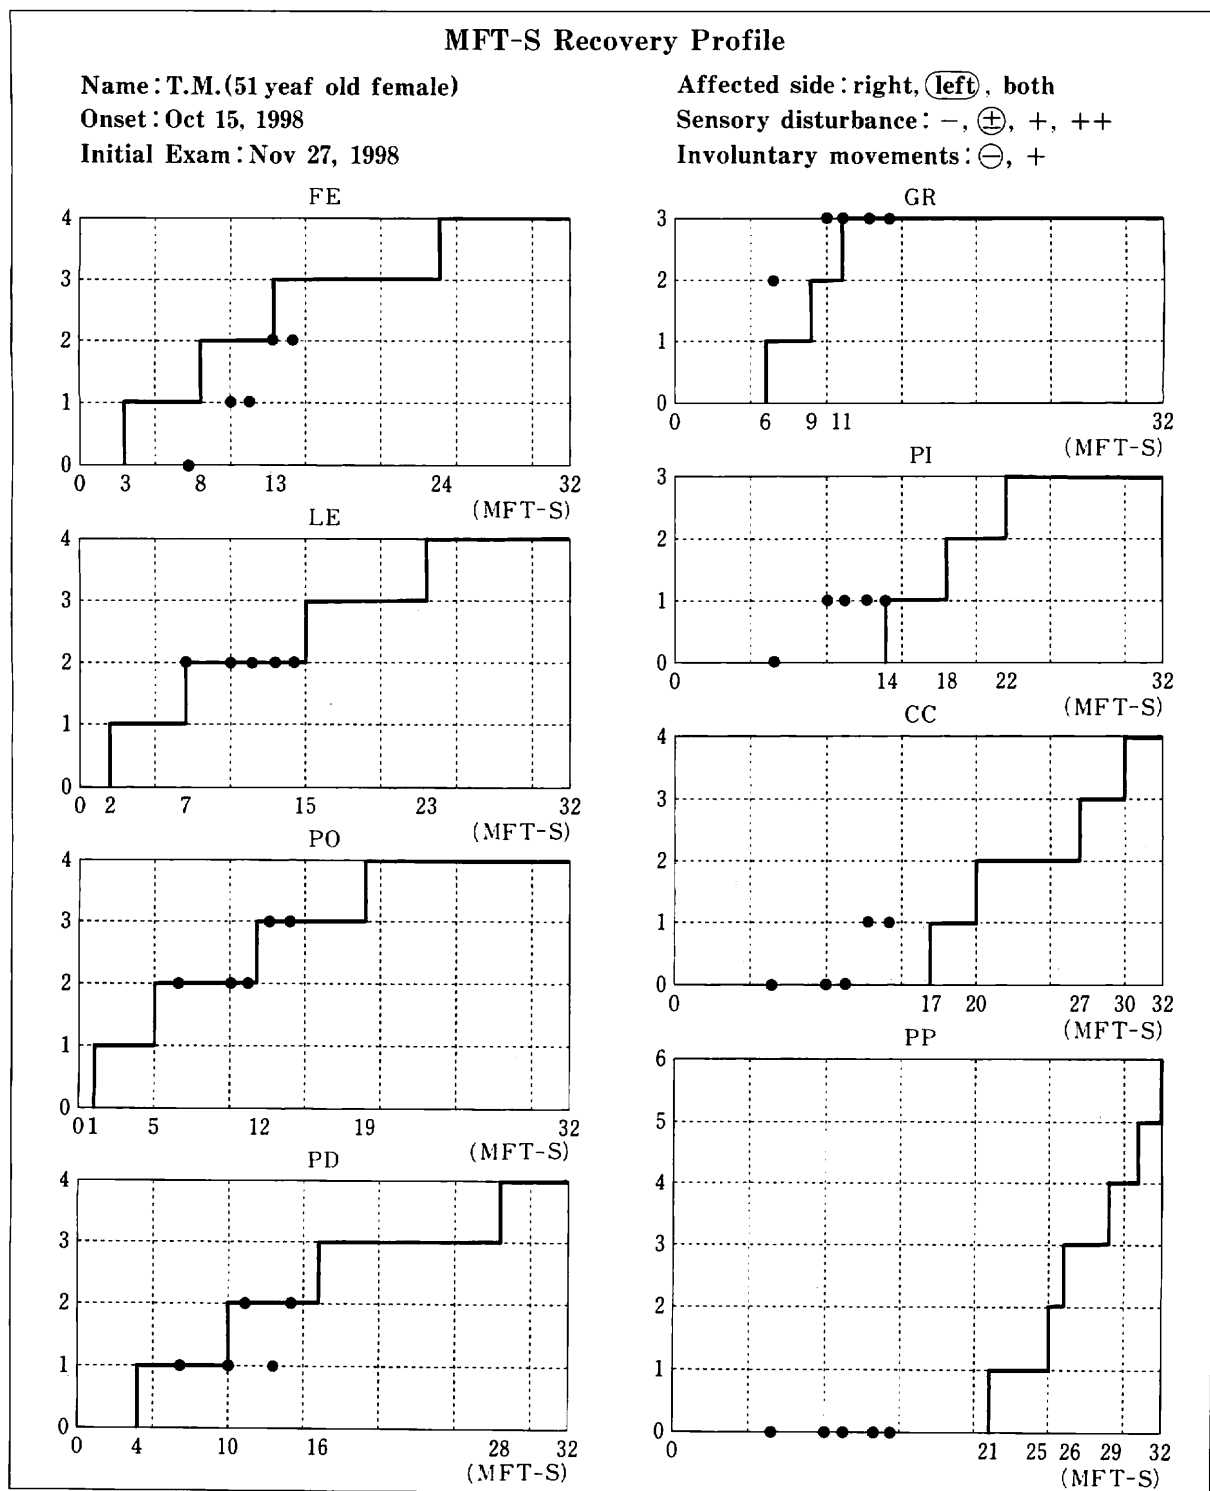 MFT-S Recovery Profile
Name：T.M.(51 yeaf old female)
Onset：Oct 15, 1998
Initial Exam：Nov 27, 1998
Affected side：right, left, both
Sensory disturbance：－, ±, ＋, ＋＋
Involuntary movements：－, ＋
FE
4
3
2
1
0
0 3 8 13 24 32
(MFT-S)
LE
4
3
2
1
0
0 2 7 15 23 32
(MFT-S)
PO
4
3
2
1
0
0 1 5 12 19 32
(MFT-S)
PD
4
3
2
1
0
0 4 10 16 28 32
(MFT-S)
GR
3
2
1
0
0 6 9 11 32
(MFT-S)
PI
3
2
1
0
0 14 18 22 32
(MFT-S)
CC
4
3
2
1
0
0 17 20 27 30 32
(MFT-S)
PP
6
5
4
3
2
1
0
0 21 25 26 29 32
(MFT-S)